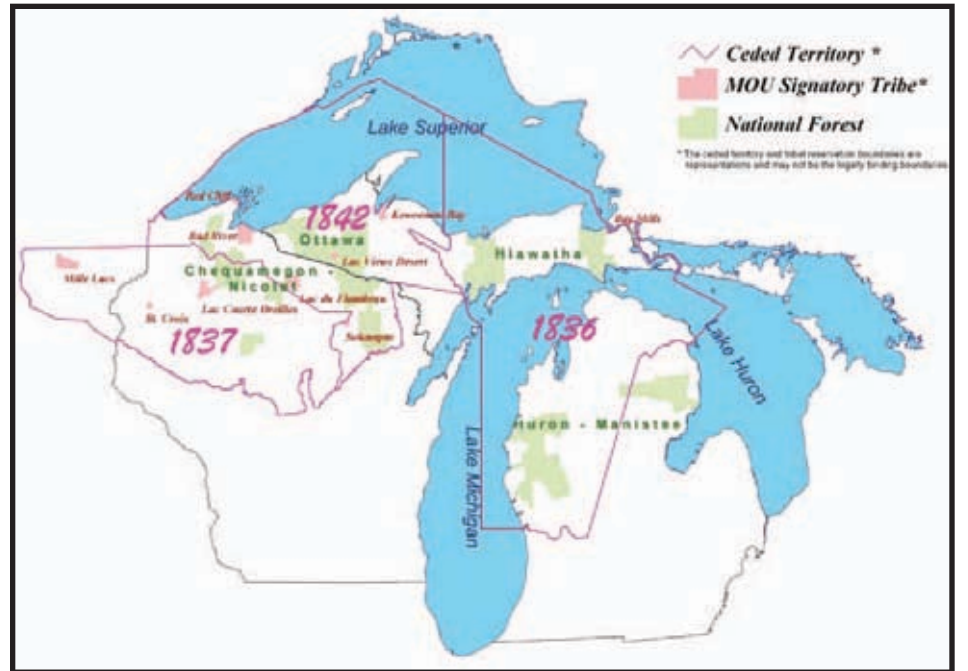 Ceded Territory *
MOU Signatory Tribe*
National Forest
* The ceded territory and tribal reservation boundaries are
representations and may not be the legally binding boundaries.
Lake Superior
Red Cliff
1842
Keweenaw Bay
Bay Mills
Bad River
Ottawa
Hiawatha
Lac Vieux Desert
Chequamegon -
Nicolet
Mille Lacs
Lac du Flambeau
Lac Courte Oreilles
St. Croix
1837
Sokaogon
1836
Lake Huron
Huron - Manistee
Lake Michigan